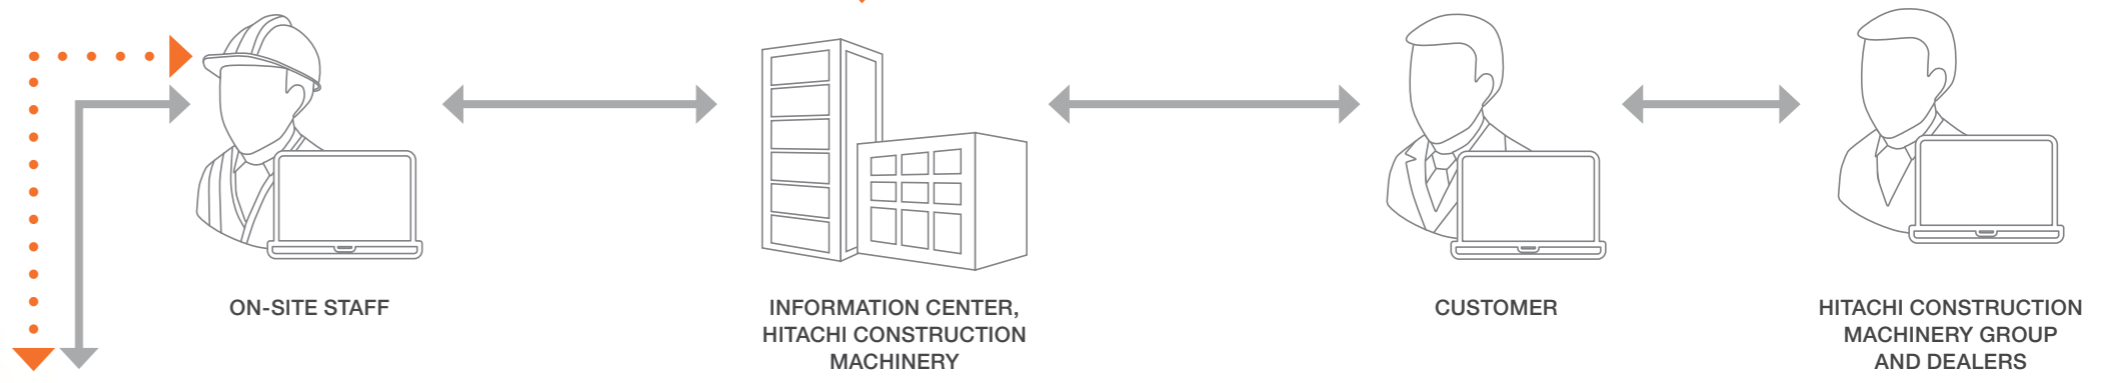 ON-SITE STAFF
INFORMATION CENTER,
HITACHI CONSTRUCTION
MACHINERY
CUSTOMER
HITACHI CONSTRUCTION
MACHINERY GROUP
AND DEALERS